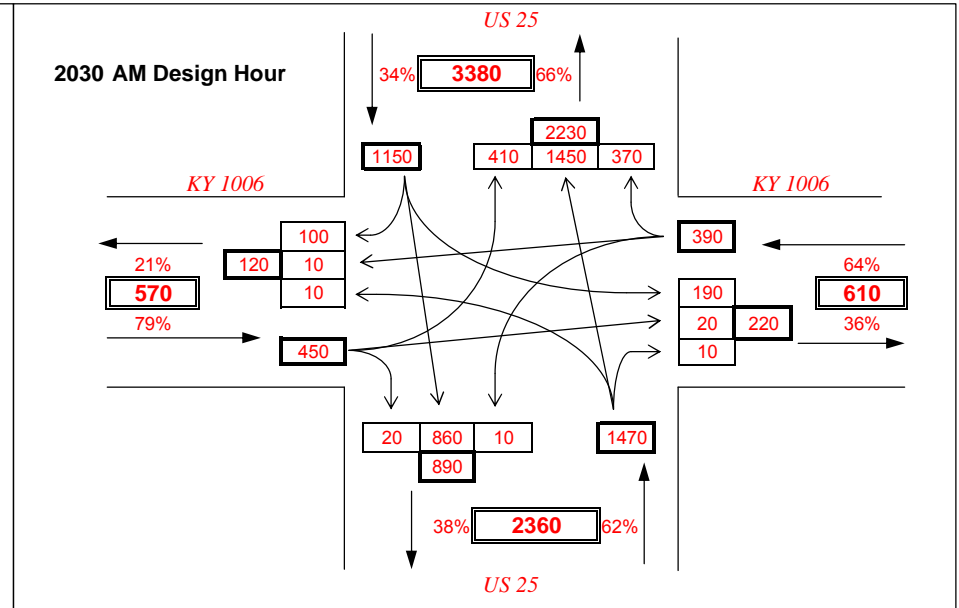 US 25
2030 AM Design Hour
34% 3380 66%
2230
1150 410 1450 370
KY 1006 KY 1006
100 390
21% 120 10 64%
570 10 190 610
79% 20 220 36%
450 10
20 860 10 1470
890
38% 2360 62%
US 25